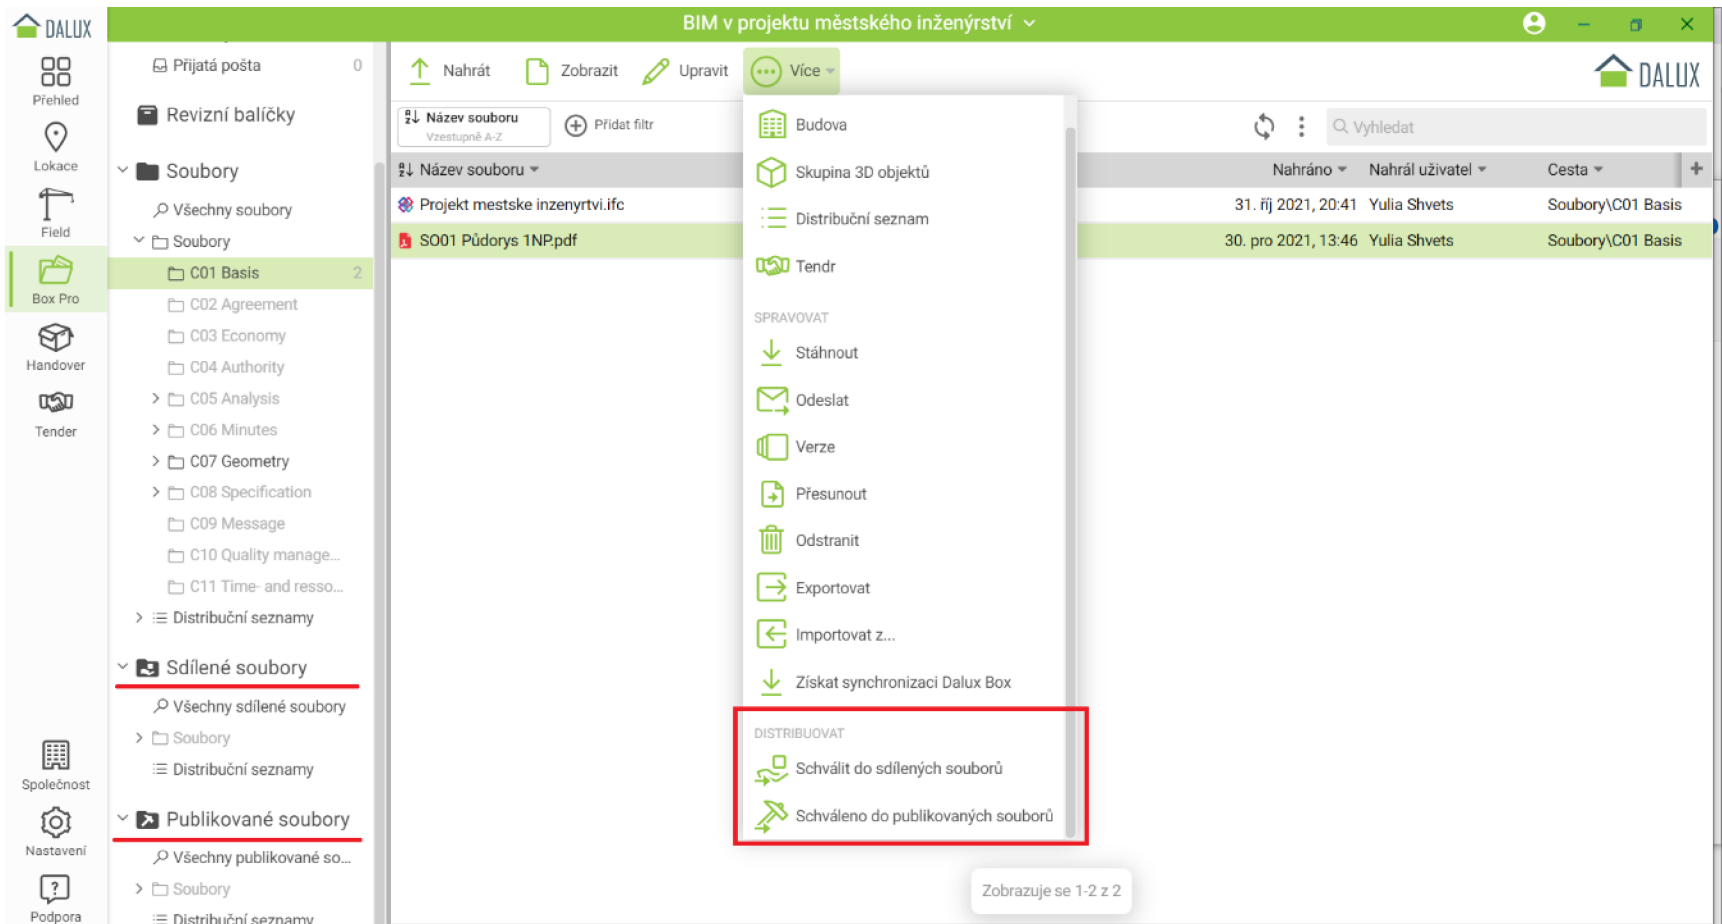 DALUX
BIM v projektu městského inženýrství
Přehled
Lokace
Field
Box Pro
Handover
Tender
Společnost
Nastavení
Podpora
Přijatá pošta 0
Revizní balíčky
Soubory
Všechny soubory
Soubory
C01 Basis 2
C02 Agreement
C03 Economy
C04 Authority
C05 Analysis
C06 Minutes
C07 Geometry
C08 Specification
C09 Message
C10 Quality manage...
C11 Time- and resso...
Distribuční seznamy
Sdílené soubory
Všechny sdílené soubory
Soubory
Distribuční seznamy
Publikované soubory
Všechny publikované so...
Soubory
Distribuční seznamy
Nahrát
Zobrazit
Upravit
Více
DALUX
Název souboru
Vzestupně A-Z
Přidat filtr
Vyhledat
Název souboru
Nahráno
Nahrál uživatel
Cesta
Projekt mestske inzenyrtvi.ifc
31. říj 2021, 20:41
Yulia Shvets
Soubory\C01 Basis
SO01 Půdorys 1NP.pdf
30. pro 2021, 13:46
Yulia Shvets
Soubory\C01 Basis
Budova
Skupina 3D objektů
Distribuční seznam
Tendr
SPRAVOVAT
Stáhnout
Odeslat
Verze
Přesunout
Odstranit
Exportovat
Importovat z...
Získat synchronizaci Dalux Box
DISTRIBUOVAT
Schválit do sdílených souborů
Schváleno do publikovaných souborů
Zobrazuje se 1-2 z 2